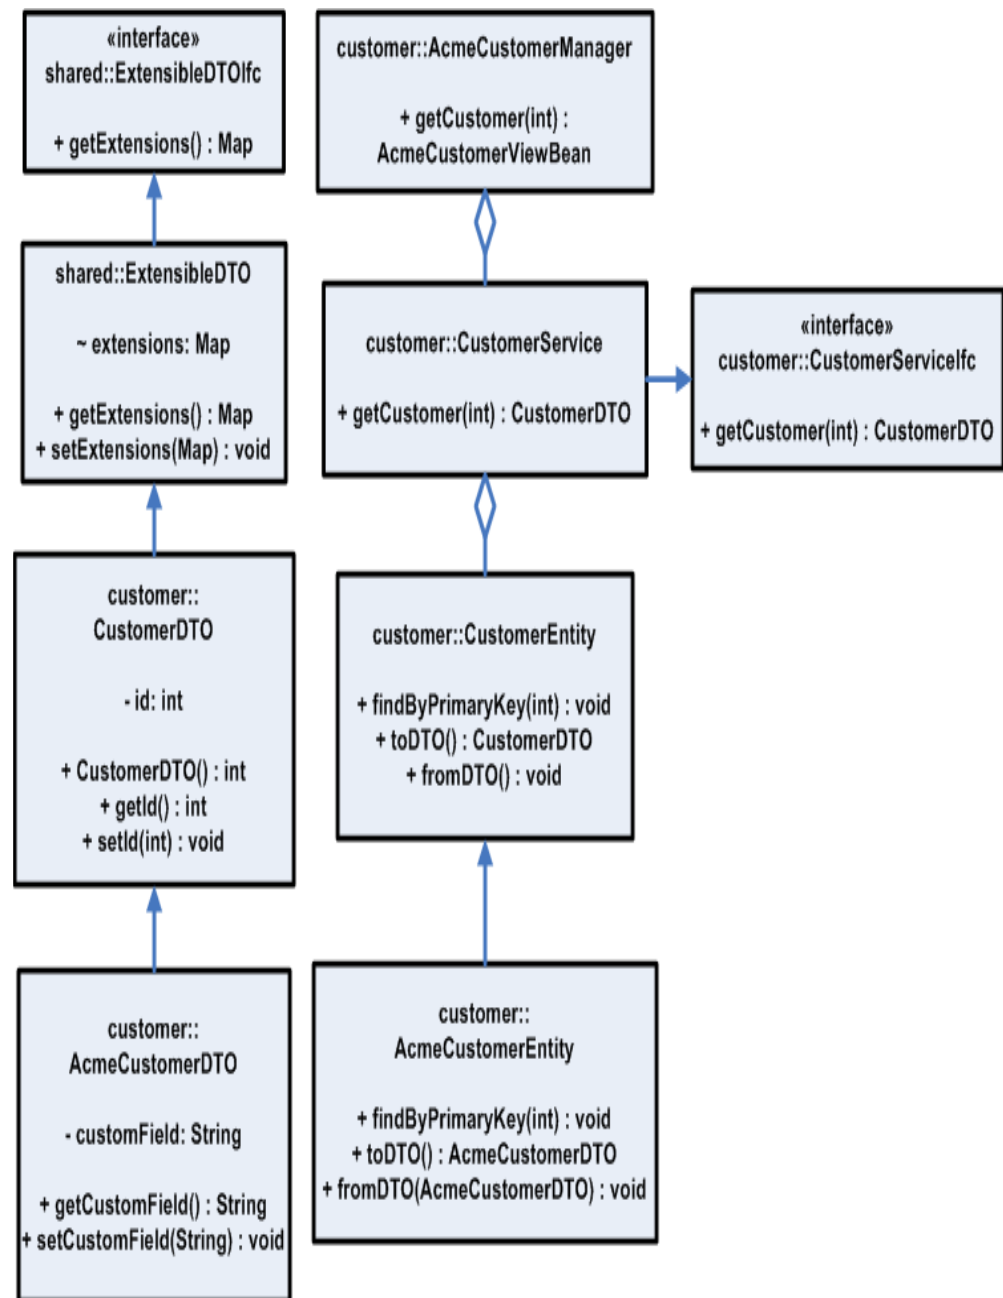 «interface»
shared::ExtensibleDTOIfc
+ getExtensions() : Map
customer::AcmeCustomerManager
+ getCustomer(int) :
AcmeCustomerViewBean
shared::ExtensibleDTO
~ extensions: Map
+ getExtensions() : Map
+ setExtensions(Map) : void
customer::CustomerService
+ getCustomer(int) : CustomerDTO
«interface»
customer::CustomerServiceIfc
+ getCustomer(int) : CustomerDTO
customer::
CustomerDTO
- id: int
+ CustomerDTO() : int
+ getId() : int
+ setId(int) : void
customer::CustomerEntity
+ findByPrimaryKey(int) : void
+ toDTO() : CustomerDTO
+ fromDTO() : void
customer::
AcmeCustomerDTO
- customField: String
+ getCustomField() : String
+ setCustomField(String) : void
customer::
AcmeCustomerEntity
+ findByPrimaryKey(int) : void
+ toDTO() : AcmeCustomerDTO
+ fromDTO(AcmeCustomerDTO) : void